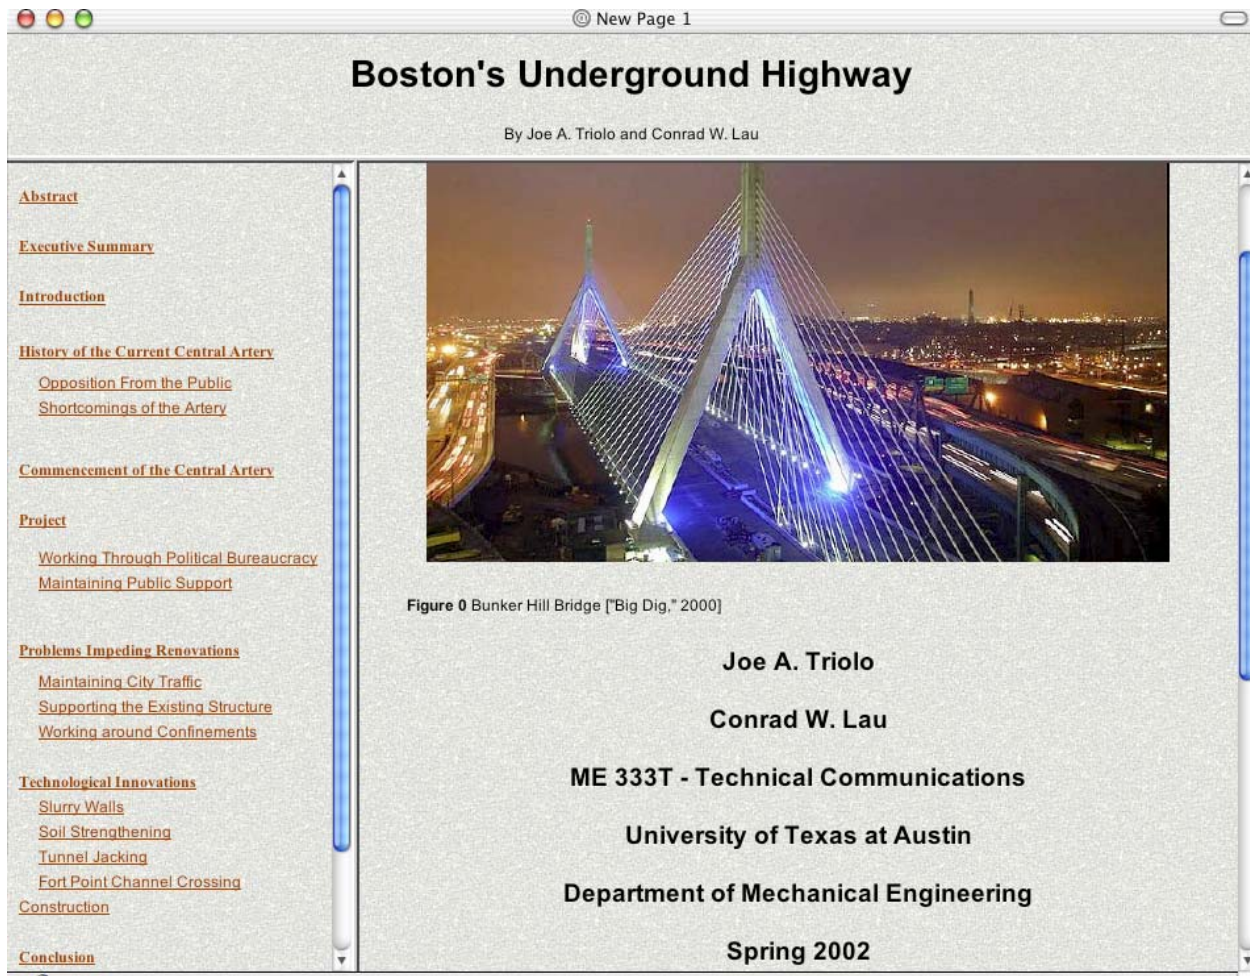 New Page 1
Boston's Underground Highway
By Joe A. Triolo and Conrad W. Lau
Abstract
Executive Summary
Introduction
History of the Current Central Artery
Opposition From the Public
Shortcomings of the Artery
Commencement of the Central Artery
Project
Working Through Political Bureaucracy
Maintaining Public Support
Problems Impeding Renovations
Maintaining City Traffic
Supporting the Existing Structure
Working around Confinements
Technological Innovations
Slurry Walls
Soil Strengthening
Tunnel Jacking
Fort Point Channel Crossing
Construction
Conclusion
Figure 0 Bunker Hill Bridge ["Big Dig," 2000]
Joe A. Triolo
Conrad W. Lau
ME 333T - Technical Communications
University of Texas at Austin
Department of Mechanical Engineering
Spring 2002